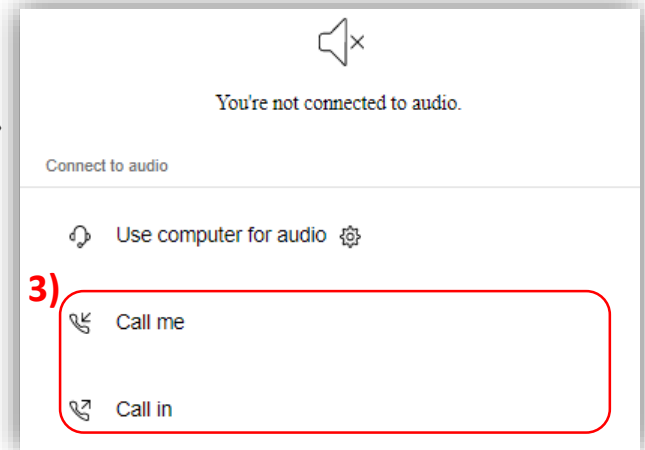 You're not connected to audio.
Connect to audio
Use computer for audio
3)
Call me
Call in